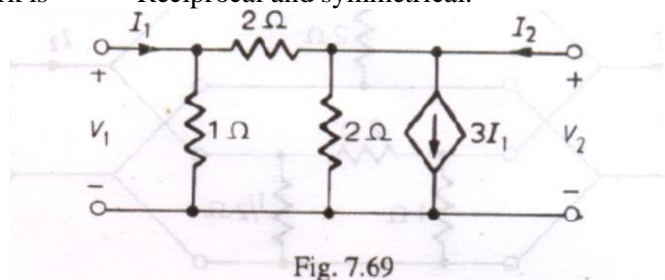 Reciprocal and symmetrical.
I₁ 2 Ω I₂
+ +
V₁ 1 Ω 2 Ω 3I₁ V₂
– –
Fig. 7.69